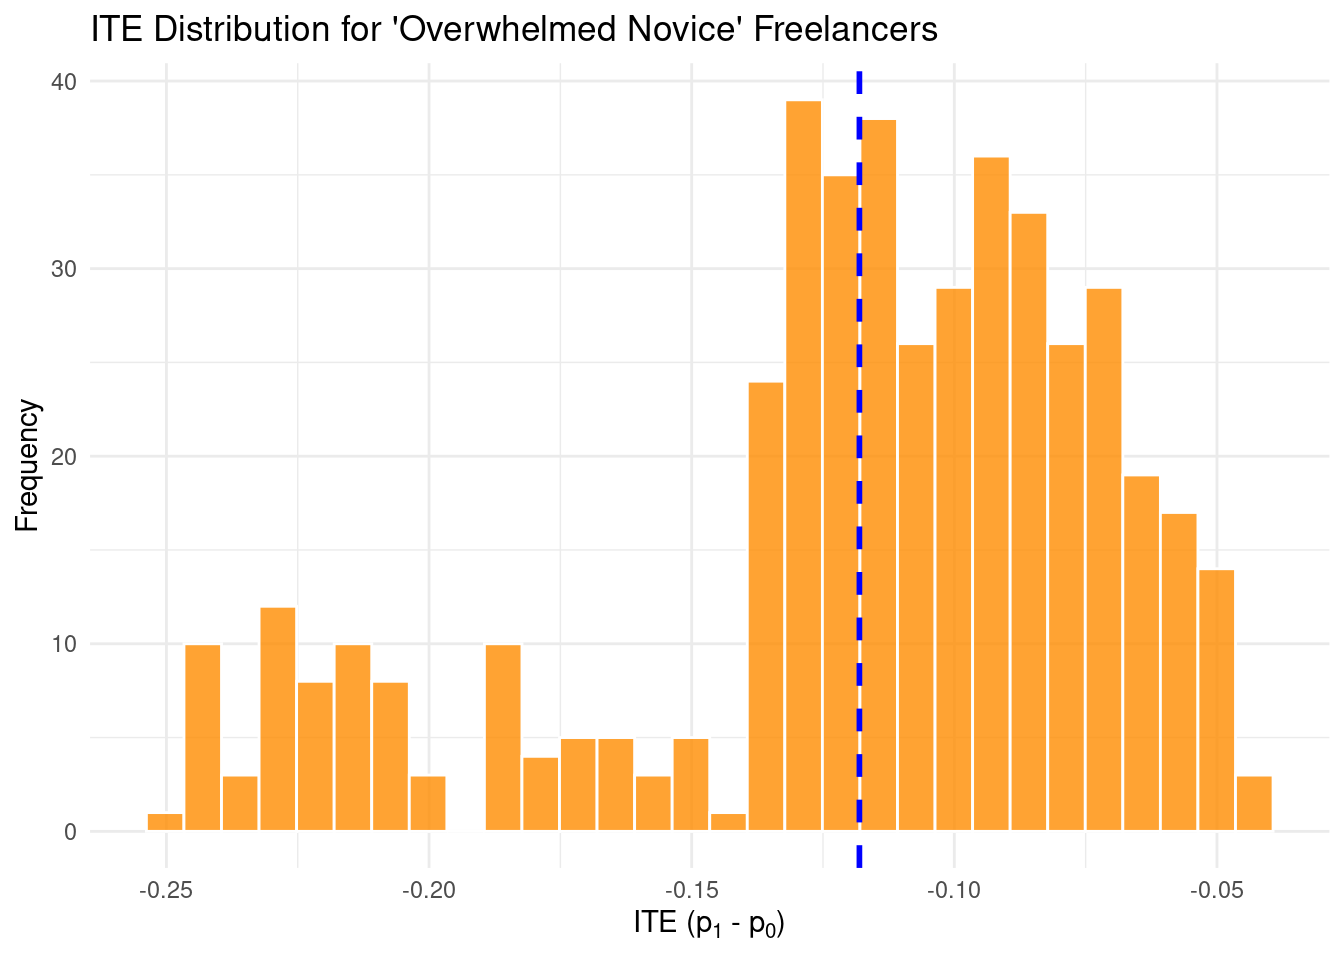 ITE Distribution for 'Overwhelmed Novice' Freelancers
Frequency
40
30
20
10
0
-0.25 -0.20 -0.15 -0.10 -0.05
ITE (p₁ - p₀)